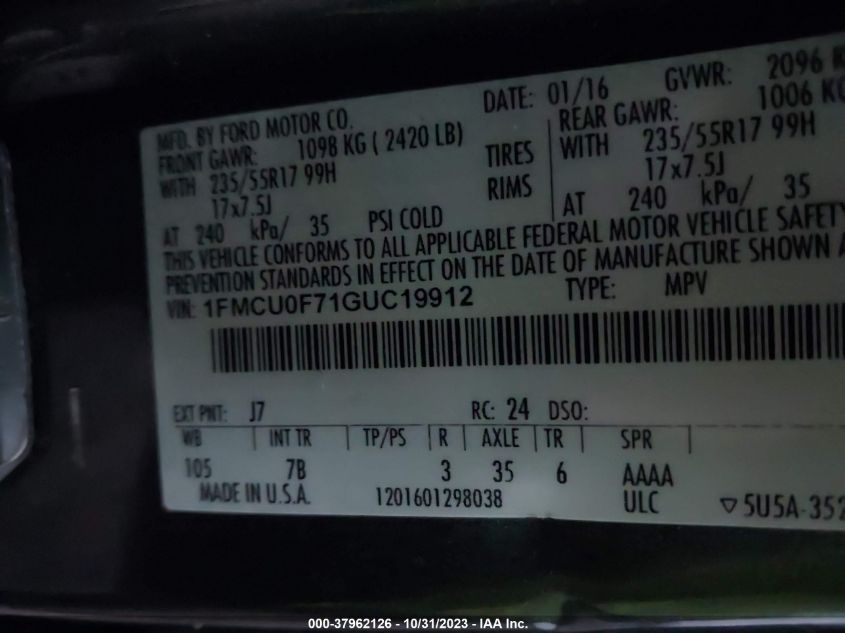 MFD. BY FORD MOTOR CO. DATE: 01/16 GVWR: 2096 K
FRONT GAWR: 1098 KG ( 2420 LB) REAR GAWR: 1006 KG
WITH 235/55R17 99H TIRES WITH 235/55R17 99H
17x7.5J RIMS 17x7.5J
AT 240 kPa/ 35 PSI COLD AT 240 kPa/ 35
THIS VEHICLE CONFORMS TO ALL APPLICABLE FEDERAL MOTOR VEHICLE SAFETY
PREVENTION STANDARDS IN EFFECT ON THE DATE OF MANUFACTURE SHOWN A
VIN: 1FMCU0F71GUC19912 TYPE: MPV
EXT PNT: J7 RC: 24 DSO:
WB INT TR TP/PS R AXLE TR SPR
105 7B 3 35 6 AAAA
MADE IN U.S.A. 1201601298038 ULC ▽5U5A-352
000-37962126 - 10/31/2023 - IAA Inc.